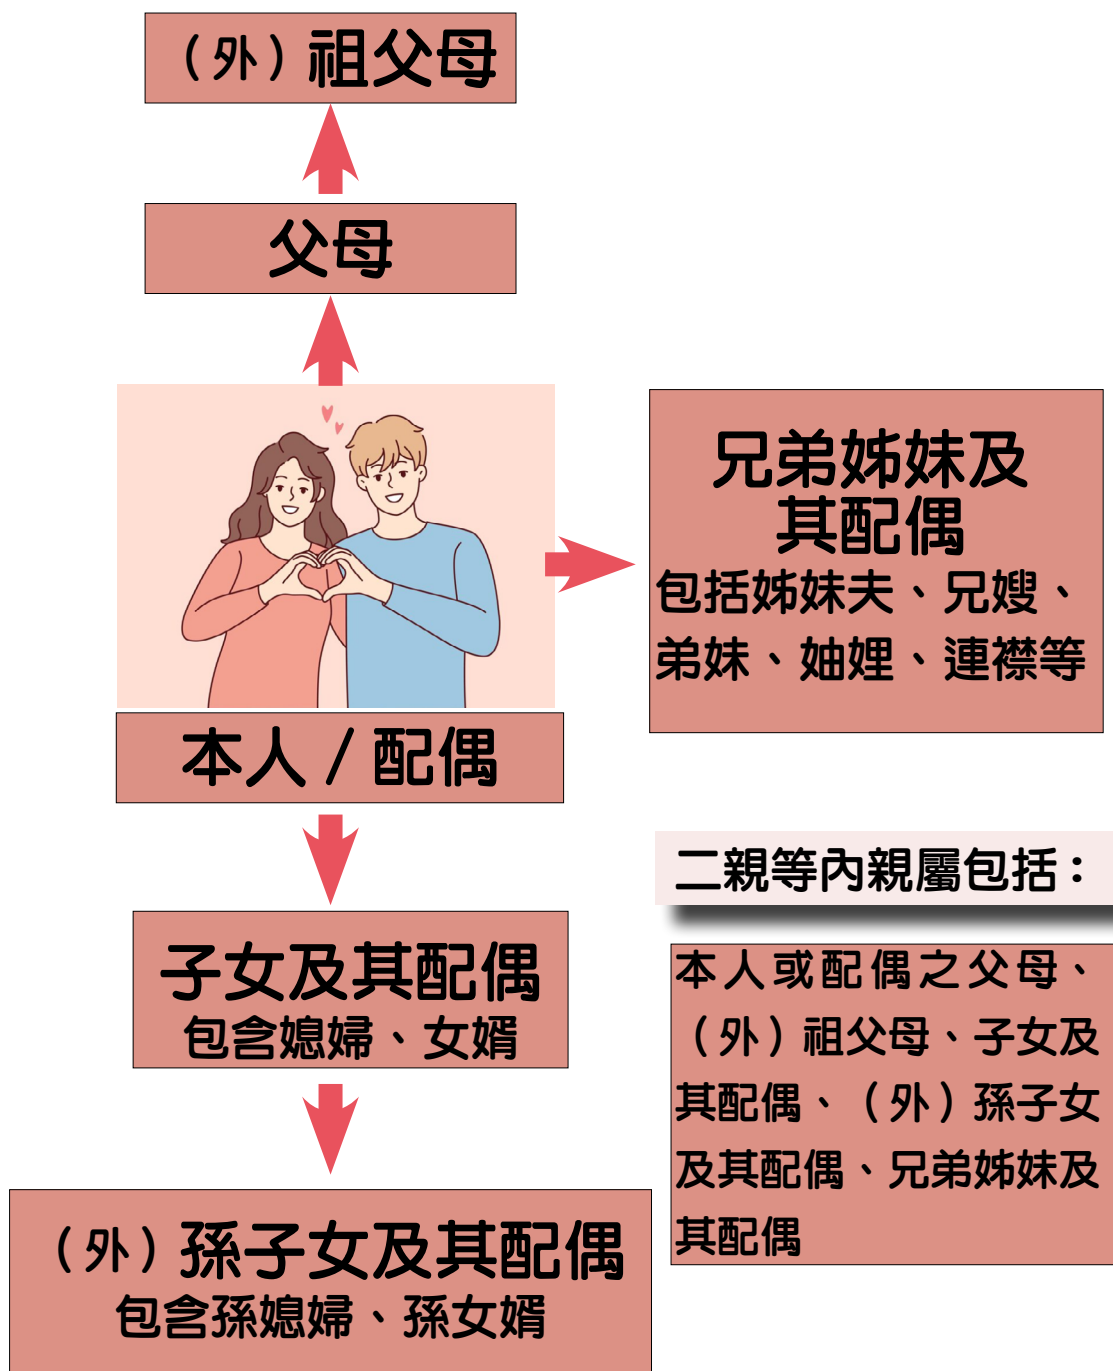 （外）祖父母
父母
兄弟姊妹及
其配偶
包括姊妹夫、兄嫂、
弟妹、妯娌、連襟等
本人 / 配偶
子女及其配偶
包含媳婦、女婿
（外）孫子女及其配偶
包含孫媳婦、孫女婿
二親等內親屬包括：
本人或配偶之父母、
（外）祖父母、子女及
其配偶、（外）孫子女
及其配偶、兄弟姊妹及
其配偶